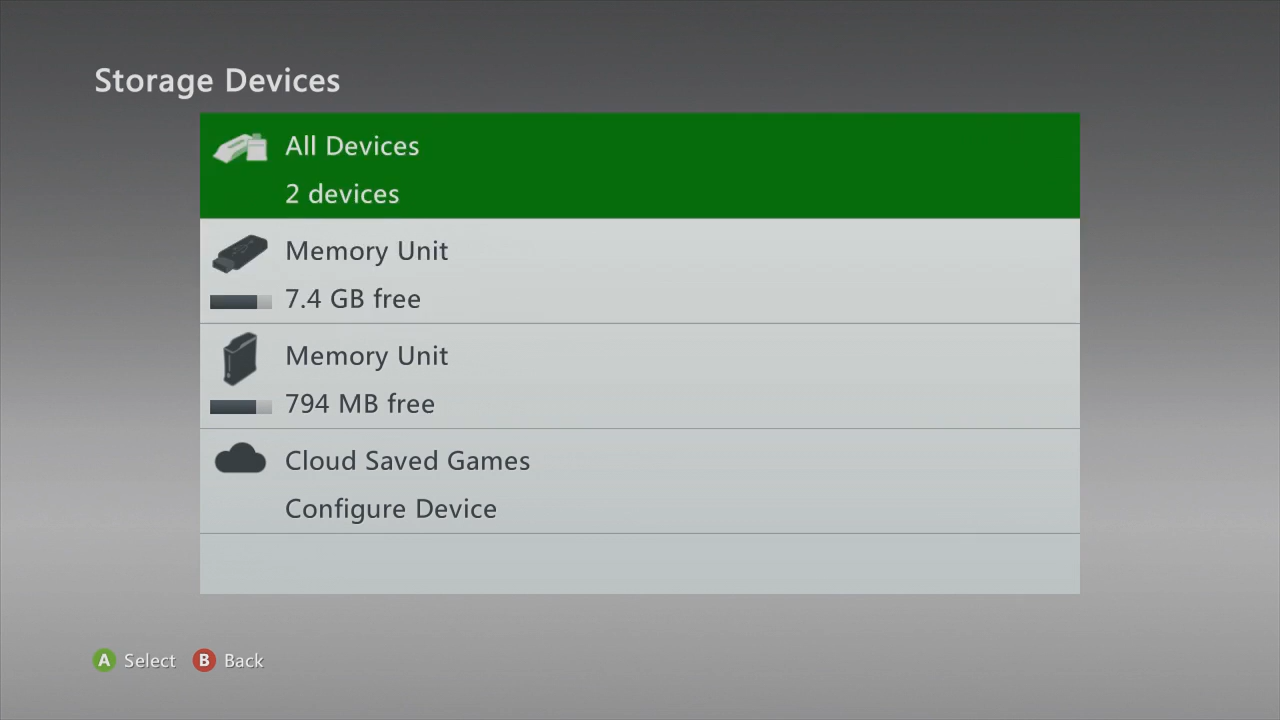 Storage Devices
All Devices
2 devices
Memory Unit
7.4 GB free
Memory Unit
794 MB free
Cloud Saved Games
Configure Device
A Select B Back